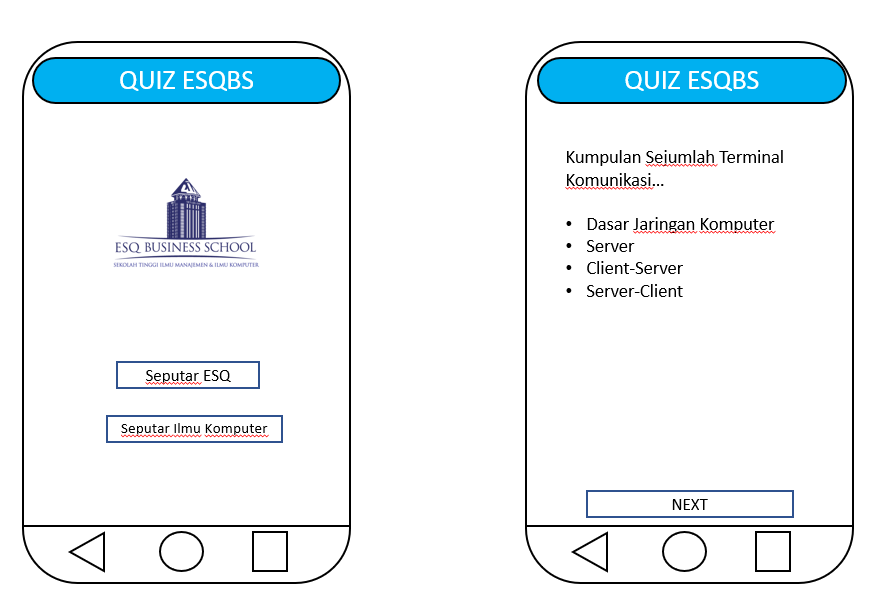 QUIZ ESQBS
ESQ BUSINESS SCHOOL
SEKOLAH TINGGI ILMU MANAJEMEN & ILMU KOMPUTER
Seputar ESQ
Seputar Ilmu Komputer
QUIZ ESQBS
Kumpulan Sejumlah Terminal
Komunikasi...
• Dasar Jaringan Komputer
• Server
• Client-Server
• Server-Client
NEXT